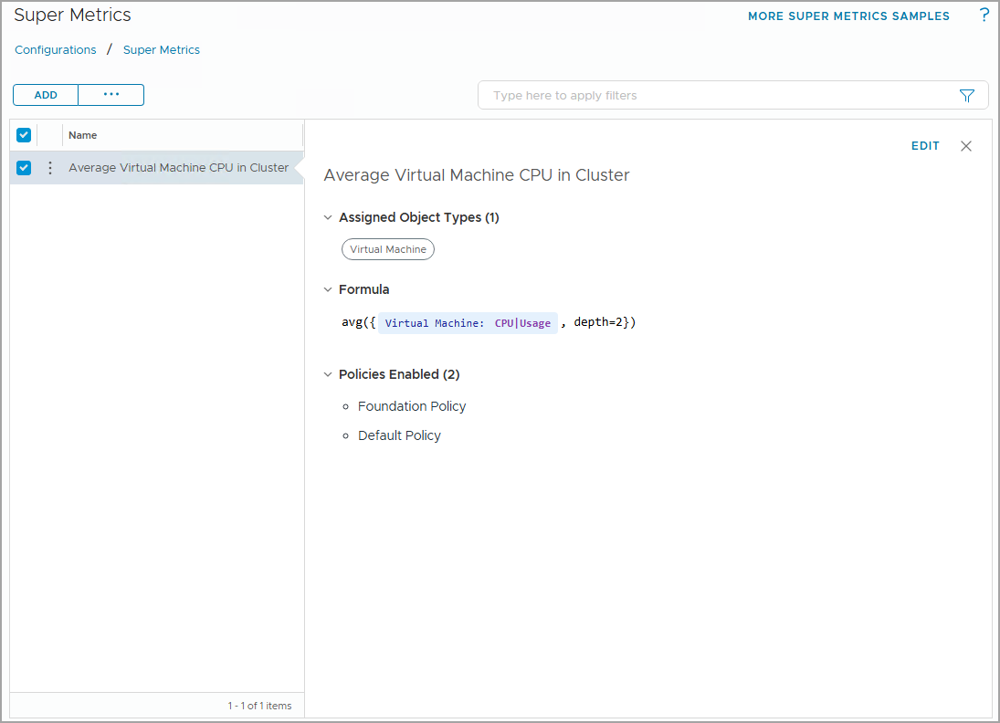 Super Metrics
MORE SUPER METRICS SAMPLES ?
Configurations / Super Metrics
ADD ...
Type here to apply filters
Name
Average Virtual Machine CPU in Cluster
1 - 1 of 1 items
EDIT
Average Virtual Machine CPU in Cluster
Assigned Object Types (1)
Virtual Machine
Formula
avg({ Virtual Machine: CPU|Usage , depth=2})
Policies Enabled (2)
Foundation Policy
Default Policy